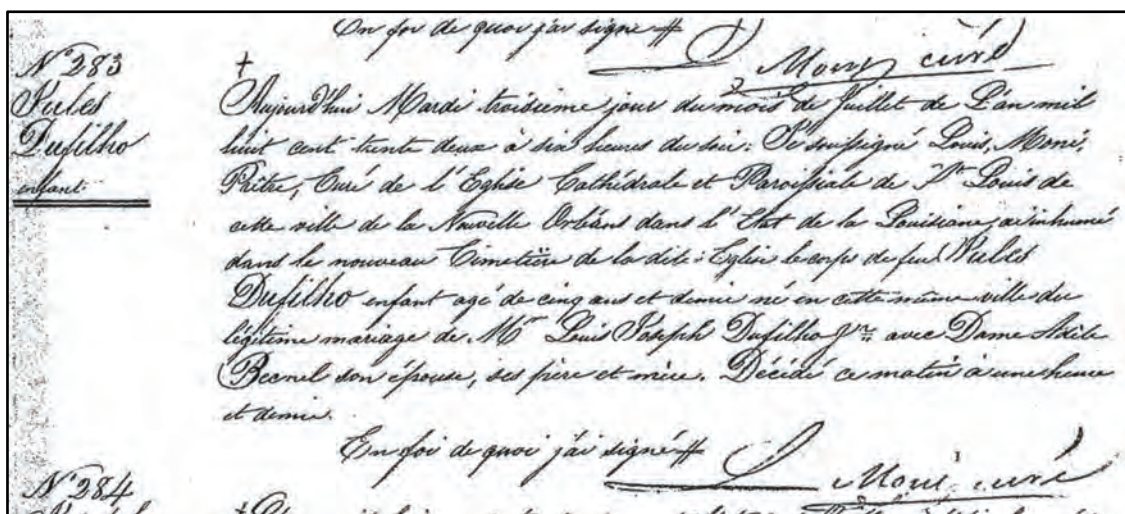 En foi de quoi j'ai signé
L Moni, curé
N° 283
Jules
Dufilho
enfant
+
Aujourd'hui Mardi troisième jour du mois de Juillet de L'an mil
huit cent trente deux à six heures du soir: Je soussigné Louis, Moni,
Prêtre, Curé de l'Eglise Cathédrale et Paroissiale de St Louis de
cette ville de la Nouvelle Orléans dans l'Etat de la Louisiane, ai inhumé
dans le nouveau Cimetière de la dite Eglise le corps de feu Jules
Dufilho enfant agé de cinq ans et demie né en cette même ville du
légitime mariage de Mr Louis Joseph Dufilho Jnr avec Dame
Becnel son épouse, ses père et mère. Décédé ce matin à une heure
et demie.
En foi de quoi j'ai signé
L Moni, curé
N° 284